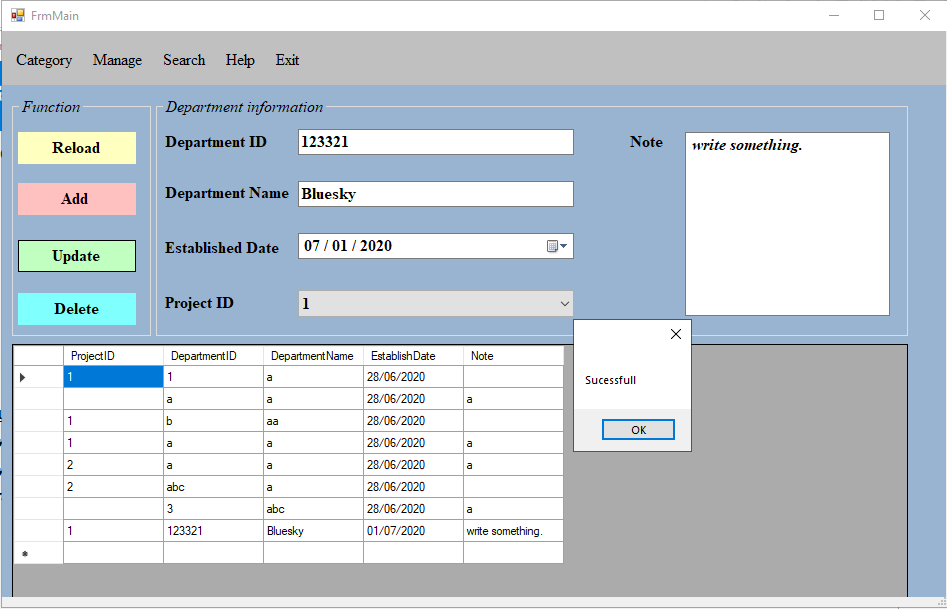 FrmMain
Category Manage Search Help Exit
Function
Reload
Add
Update
Delete
Department information
Department ID 123321
Department Name Bluesky
Established Date 07 / 01 / 2020
Project ID 1
Note write something.
ProjectID DepartmentID DepartmentName EstablishDate Note
1 1 a 28/06/2020
a a 28/06/2020 a
1 b aa 28/06/2020
1 a a 28/06/2020 a
2 a a 28/06/2020 a
2 abc a 28/06/2020
3 abc 28/06/2020 a
1 123321 Bluesky 01/07/2020 write something.
Sucessfull
OK